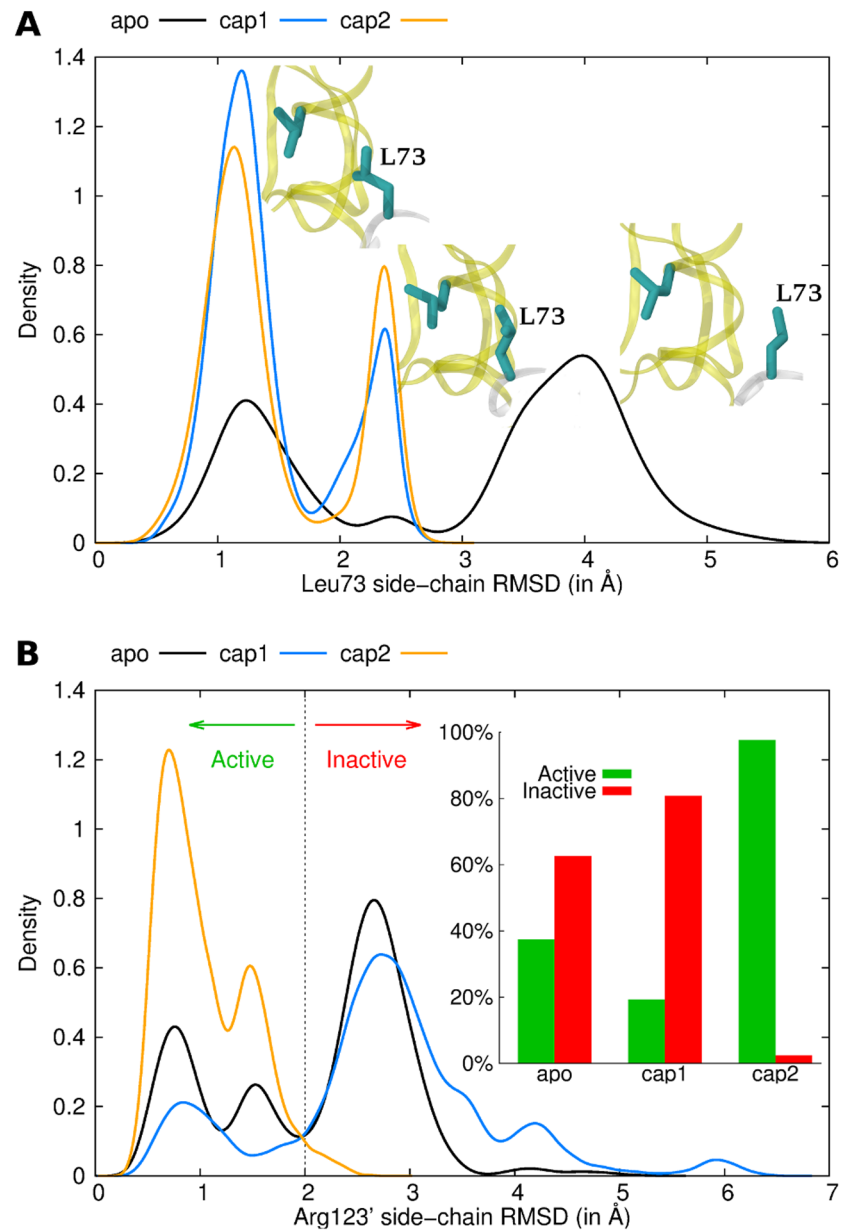 A
apo cap1 cap2
1.4
1.2
1
0.8
0.6
0.4
0.2
0
Density
L73
L73
L73
0 1 2 3 4 5 6
Leu73 side-chain RMSD (in Å)
B
apo cap1 cap2
1.4
1.2
1
0.8
0.6
0.4
0.2
0
Density
Active Inactive
100%
80%
60%
40%
20%
0%
Active
Inactive
apo cap1 cap2
0 1 2 3 4 5 6 7
Arg123' side-chain RMSD (in Å)